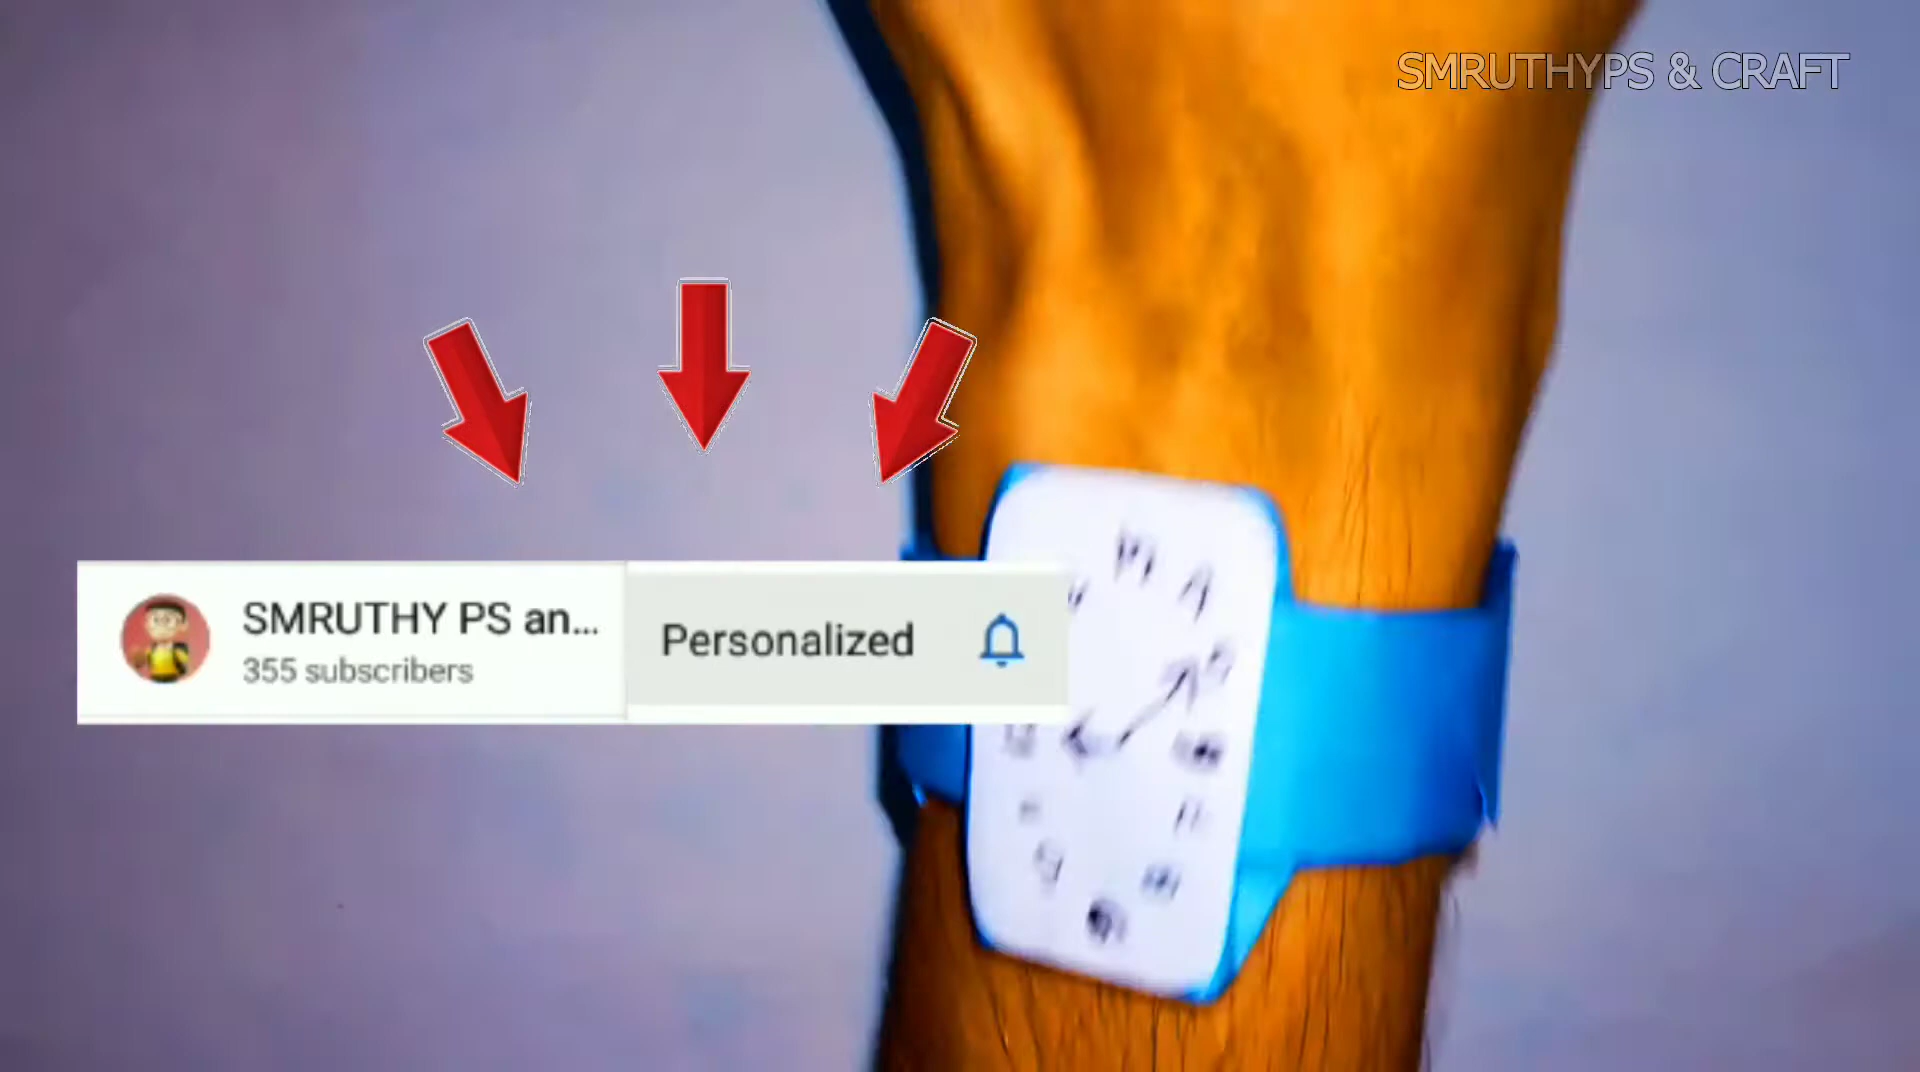 SMRUTHYPS & CRAFT
SMRUTHY PS an...
355 subscribers
Personalized